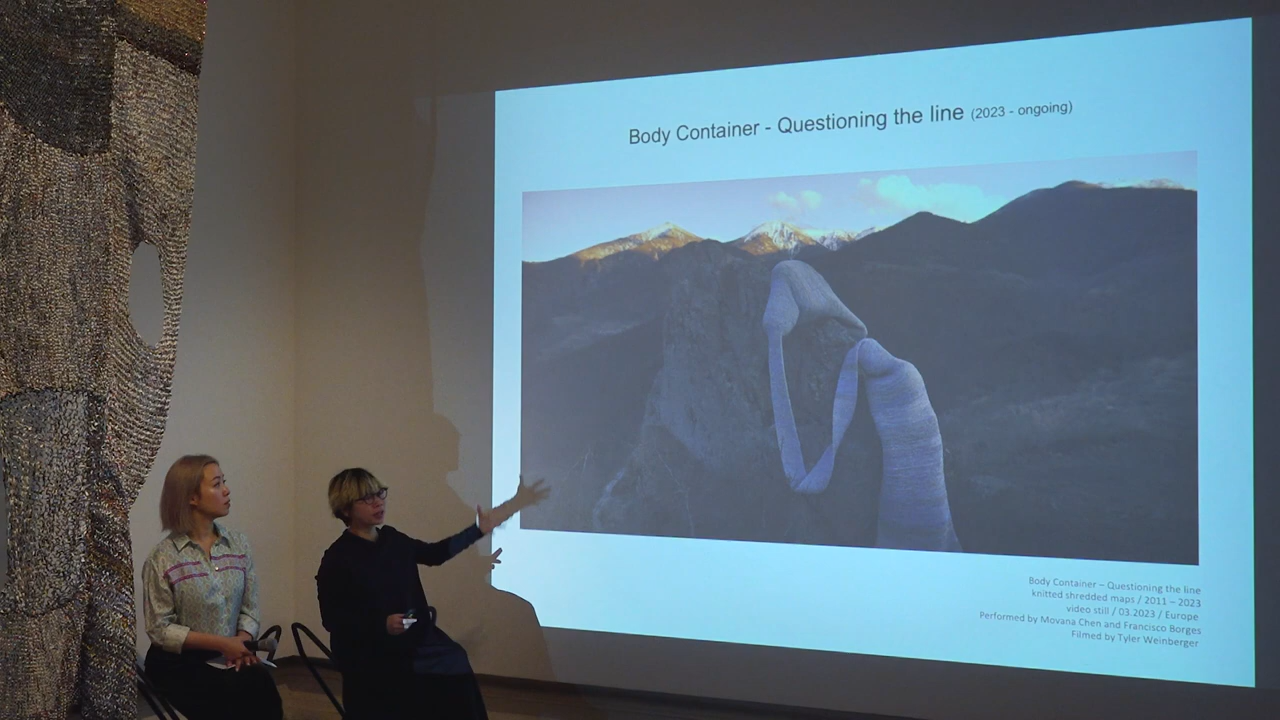 Body Container - Questioning the line (2023 - ongoing)
Body Container – Questioning the line
knitted shredded maps / 2011 – 2023
video still / 03.2023 / Europe
Performed by Movana Chen and Francisco Borges
Filmed by Tyler Weinberger